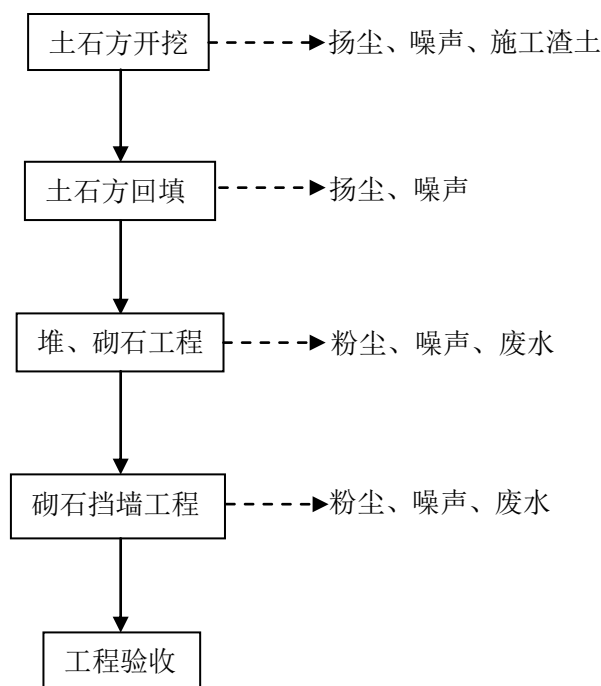 土石方开挖 扬尘、噪声、施工渣土
土石方回填 扬尘、噪声
堆、砌石工程 粉尘、噪声、废水
砌石挡墙工程 粉尘、噪声、废水
工程验收